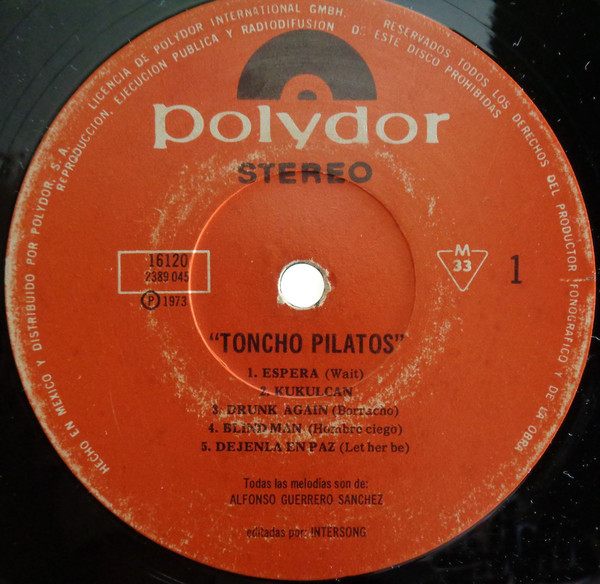 HECHO EN MEXICO Y DISTRIBUIDO POR POLYDOR, S. A. LICENCIA DE POLYDOR INTERNATIONAL GMBH. RESERVADOS TODOS LOS DERECHOS DEL PRODUCTOR FONOGRAFICO Y DE LA OBRA
REPRODUCCION, EJECUCION PUBLICA Y RADIODIFUSION DE ESTE DISCO PROHIBIDAS
polydor
STEREO
16120
2389 045
Ⓟ 1973
M
33
1
"TONCHO PILATOS"
1. ESPERA (Wait)
2. KUKULCAN
3. DRUNK AGAIN (Borracho)
4. BLIND MAN (Hombre ciego)
5. DEJENLA EN PAZ (Let her be)
Todas las melodías son de:
ALFONSO GUERRERO SANCHEZ
editadas por: INTERSONG